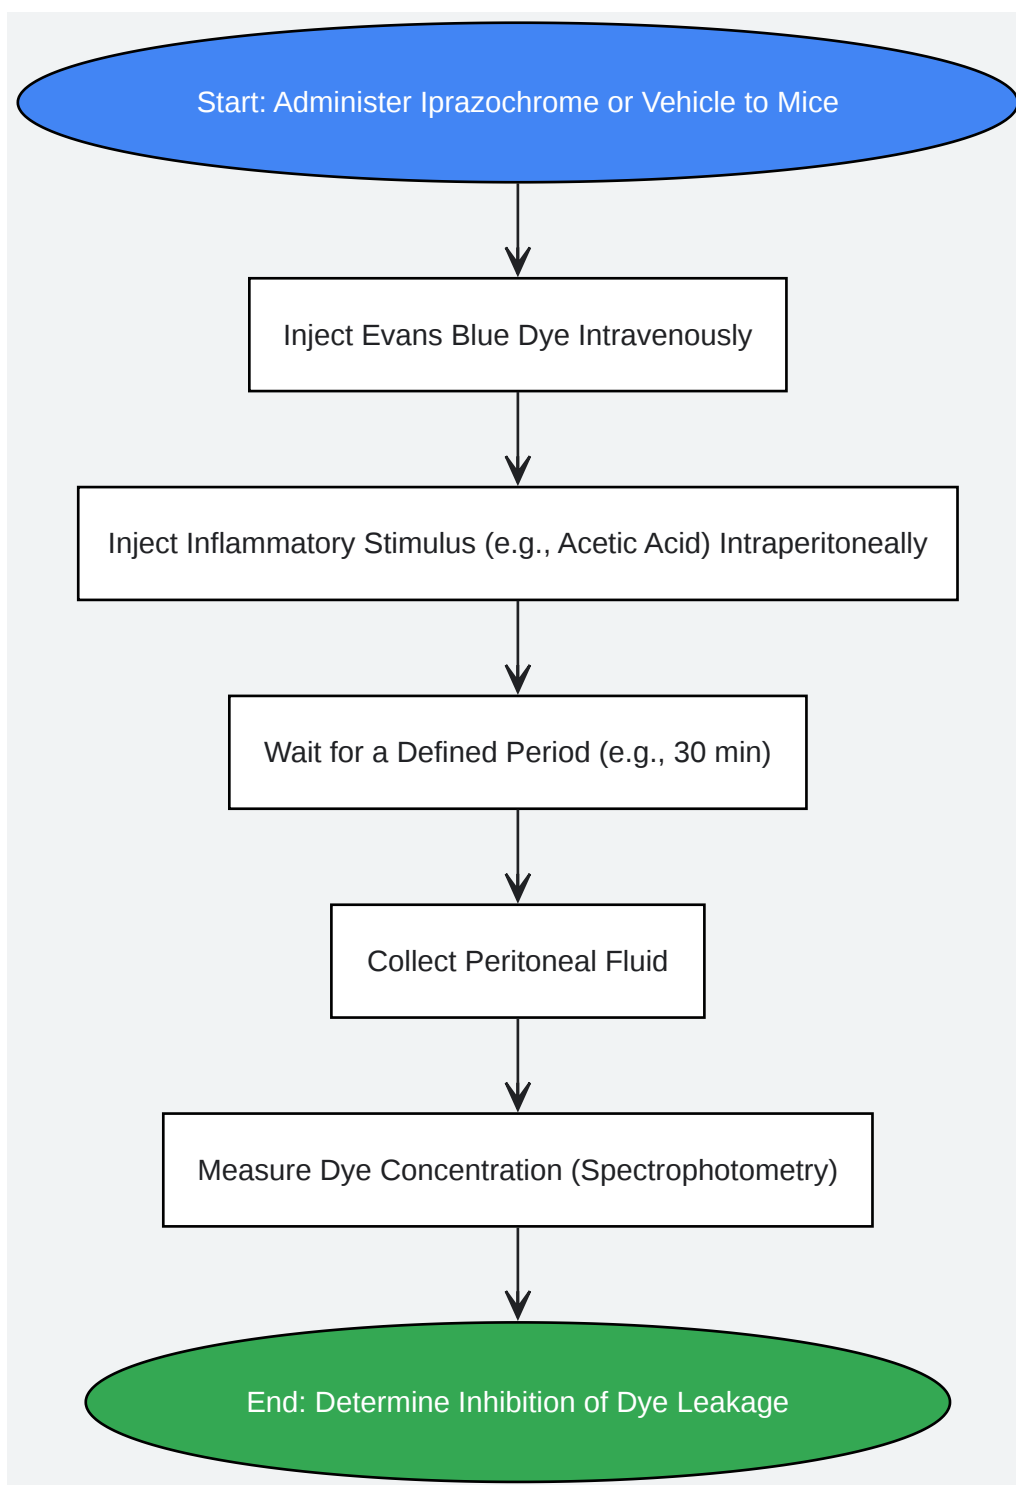 Start: Administer Iprazochrome or Vehicle to Mice
Inject Evans Blue Dye Intravenously
Inject Inflammatory Stimulus (e.g., Acetic Acid) Intraperitoneally
Wait for a Defined Period (e.g., 30 min)
Collect Peritoneal Fluid
Measure Dye Concentration (Spectrophotometry)
End: Determine Inhibition of Dye Leakage